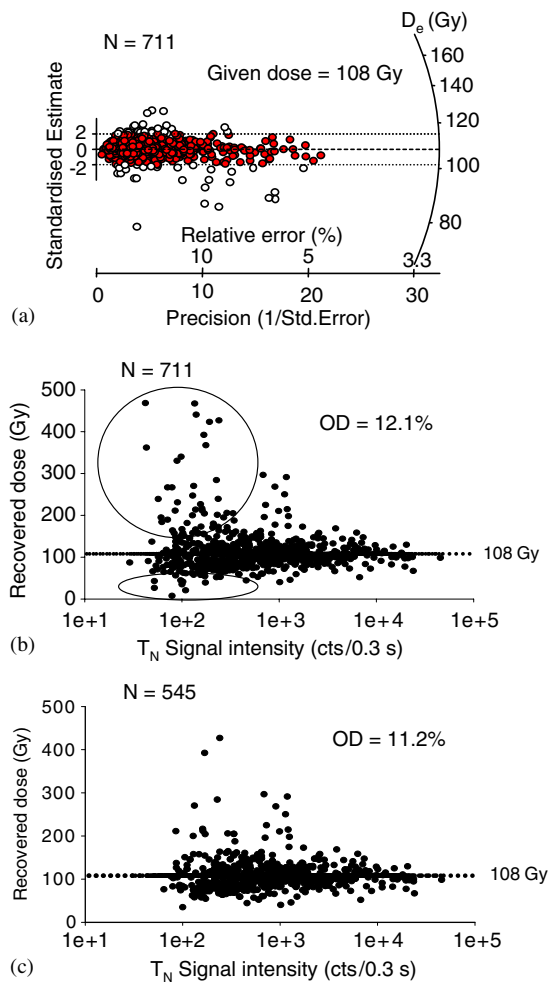 Dₑ (Gy)
N = 711
160
Given dose = 108 Gy
140
120
Standardised Estimate
2
0
-2
100
80
Relative error (%)
10
5
3.3
0
10
20
30
Precision (1/Std.Error)
(a)
N = 711
500
400
300
200
100
0
Recovered dose (Gy)
OD = 12.1%
108 Gy
1e+1
1e+2
1e+3
1e+4
1e+5
T_N Signal intensity (cts/0.3 s)
(b)
N = 545
500
400
300
200
100
0
Recovered dose (Gy)
OD = 11.2%
108 Gy
1e+1
1e+2
1e+3
1e+4
1e+5
T_N Signal intensity (cts/0.3 s)
(c)